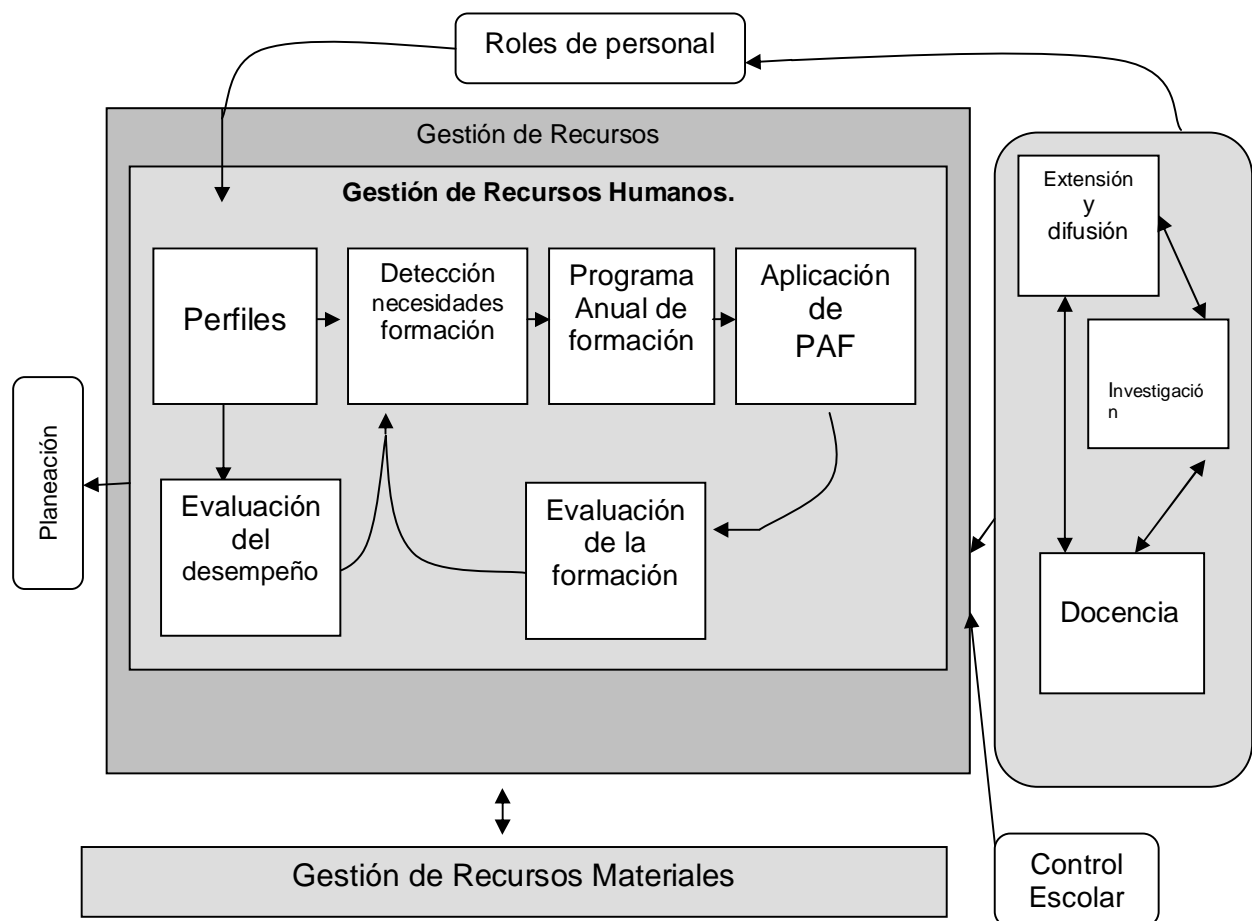 Roles de personal
Gestión de Recursos
Gestión de Recursos Humanos.
Perfiles
Detección
necesidades
formación
Programa
Anual de
formación
Aplicación
de
PAF
Evaluación
del
desempeño
Evaluación
de la
formación
Planeación
Extensión
y
difusión
Investigació
n
Docencia
Gestión de Recursos Materiales
Control
Escolar